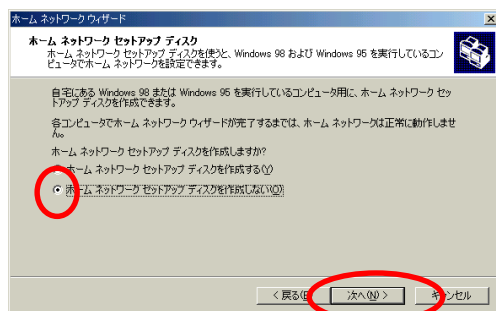 ホーム ネットワーク ウィザード
ホーム ネットワーク セットアップ ディスク
ホーム ネットワーク セットアップ ディスクを使うと、Windows 98 および Windows 95 を実行しているコン
ピュータでホーム ネットワークを設定できます。
自宅にある Windows 98 または Windows 95 を実行しているコンピュータ用に、ホーム ネットワーク セッ
トアップ ディスクを作成できます。
各コンピュータでホーム ネットワーク ウィザードが完了するまでは、ホーム ネットワークは正常に動作しませ
ん。
ホーム ネットワーク セットアップ ディスクを作成しますか?
ホーム ネットワーク セットアップ ディスクを作成する(Y)
ホーム ネットワーク セットアップ ディスクを作成しない(O)
< 戻る(B 次へ(N) > キャンセル